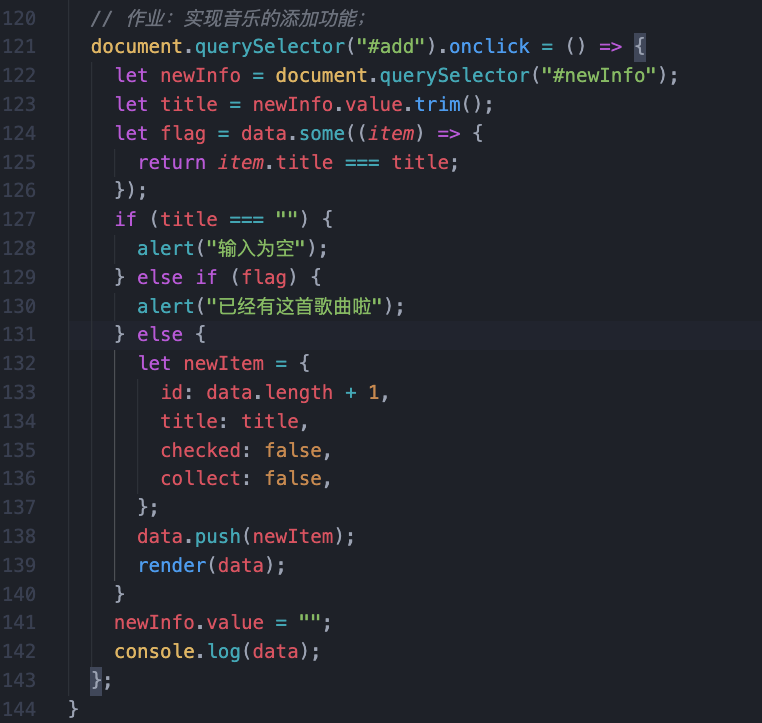 120 // 作业：实现音乐的添加功能；
121 document.querySelector("#add").onclick = () => {
122 let newInfo = document.querySelector("#newInfo");
123 let title = newInfo.value.trim();
124 let flag = data.some((item) => {
125 return item.title === title;
126 });
127 if (title === "") {
128 alert("输入为空");
129 } else if (flag) {
130 alert("已经有这首歌曲啦");
131 } else {
132 let newItem = {
133 id: data.length + 1,
134 title: title,
135 checked: false,
136 collect: false,
137 };
138 data.push(newItem);
139 render(data);
140 }
141 newInfo.value = "";
142 console.log(data);
143 };
144 }